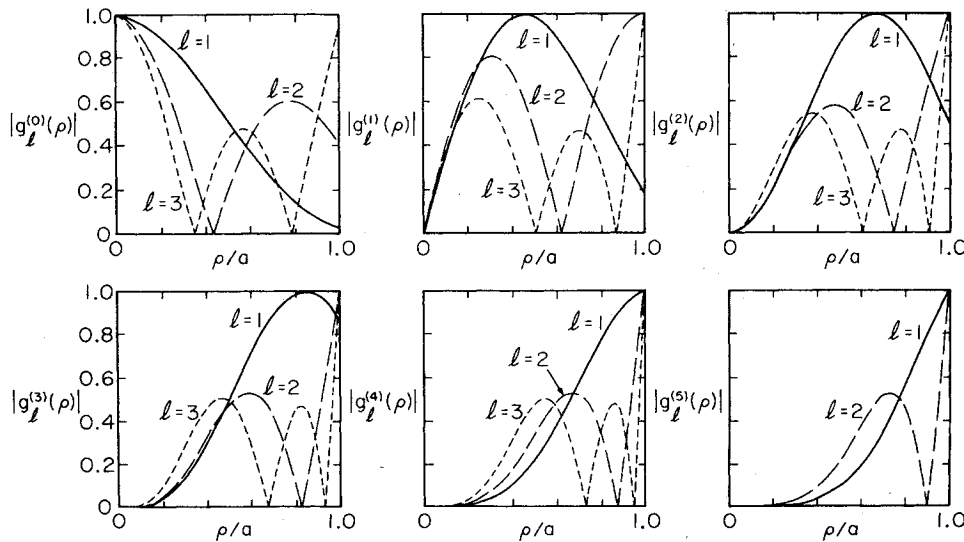 1.0
0.8
0.6
0.4
0.2
0
|g_ℓ^(0)(ρ)|
ℓ=1
ℓ=2
ℓ=3
0
1.0
ρ/a
|g_ℓ^(1)(ρ)|
ℓ=1
ℓ=2
ℓ=3
0
1.0
ρ/a
|g_ℓ^(2)(ρ)|
ℓ=1
ℓ=2
ℓ=3
0
1.0
ρ/a
1.0
0.8
0.6
0.4
0.2
0
|g_ℓ^(3)(ρ)|
ℓ=1
ℓ=2
ℓ=3
0
1.0
ρ/a
|g_ℓ^(4)(ρ)|
ℓ=1
ℓ=2
ℓ=3
0
1.0
ρ/a
|g_ℓ^(5)(ρ)|
ℓ=1
ℓ=2
0
1.0
ρ/a